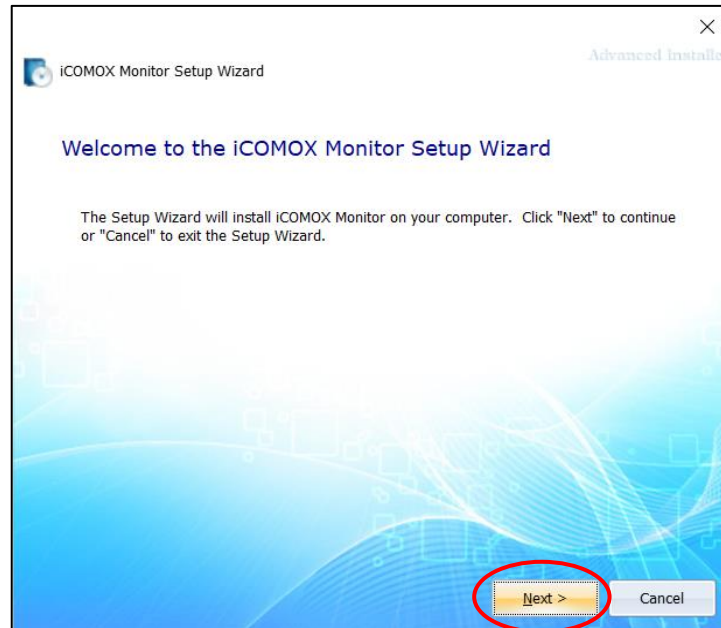 Advanced Installe
iCOMOX Monitor Setup Wizard
Welcome to the iCOMOX Monitor Setup Wizard
The Setup Wizard will install iCOMOX Monitor on your computer.  Click "Next" to continue
or "Cancel" to exit the Setup Wizard.
Next >
Cancel